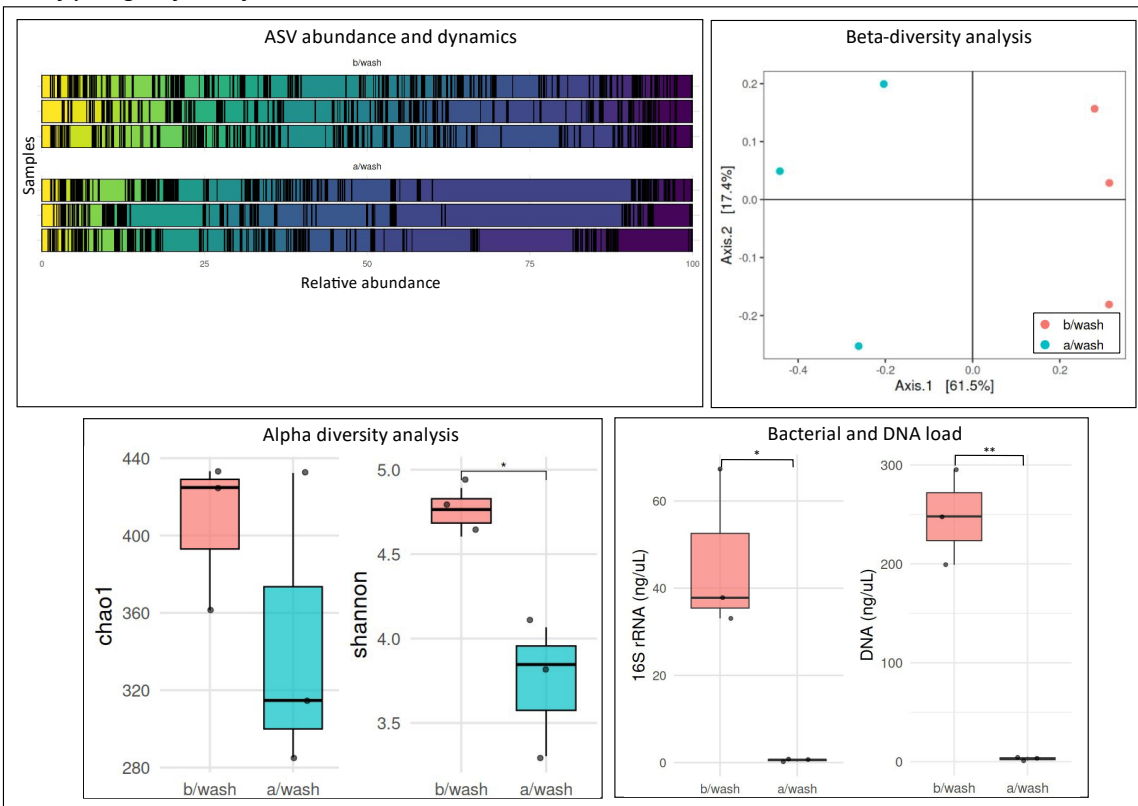 ASV abundance and dynamics
b/wash
a/wash
Samples
0 25 50 75 100
Relative abundance
Beta-diversity analysis
0.2
0.1
0.0
-0.1
-0.2
Axis.2 [17.4%]
-0.4 -0.2 0.0 0.2
Axis.1 [61.5%]
b/wash
a/wash
Alpha diversity analysis
chao1
440
400
360
320
280
b/wash a/wash
shannon
5.0
4.5
4.0
3.5
*
b/wash a/wash
Bacterial and DNA load
16S rRNA (ng/uL)
60
40
20
0
*
b/wash a/wash
DNA (ng/uL)
300
200
100
0
**
b/wash a/wash